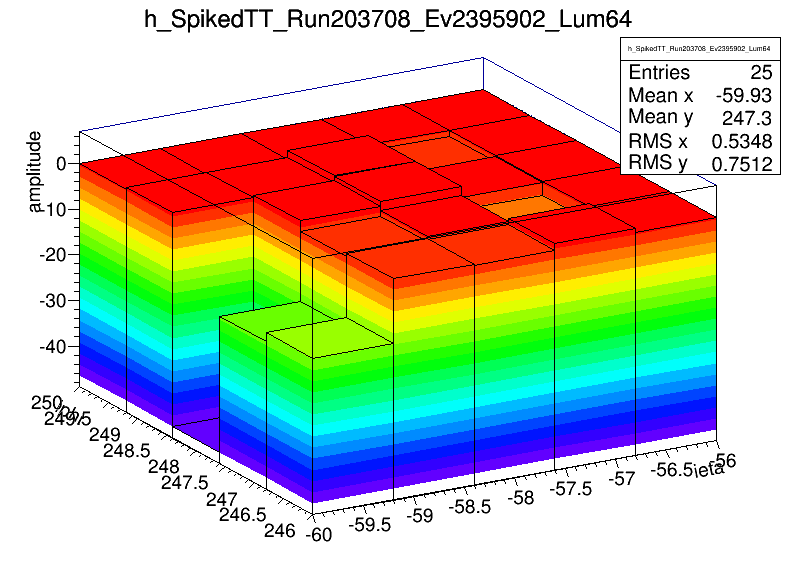 h_SpikedTT_Run203708_Ev2395902_Lum64
h_SpikedTT_Run203708_Ev2395902_Lum64
Entries 25
Mean x -59.93
Mean y 247.3
RMS x 0.5348
RMS y 0.7512
amplitude
0
-10
-20
-30
-40
250
249.5
249
248.5
248
247.5
247
246.5
246
-60
-59.5
-59
-58.5
-58
-57.5
-57
-56.5
ieta
-56